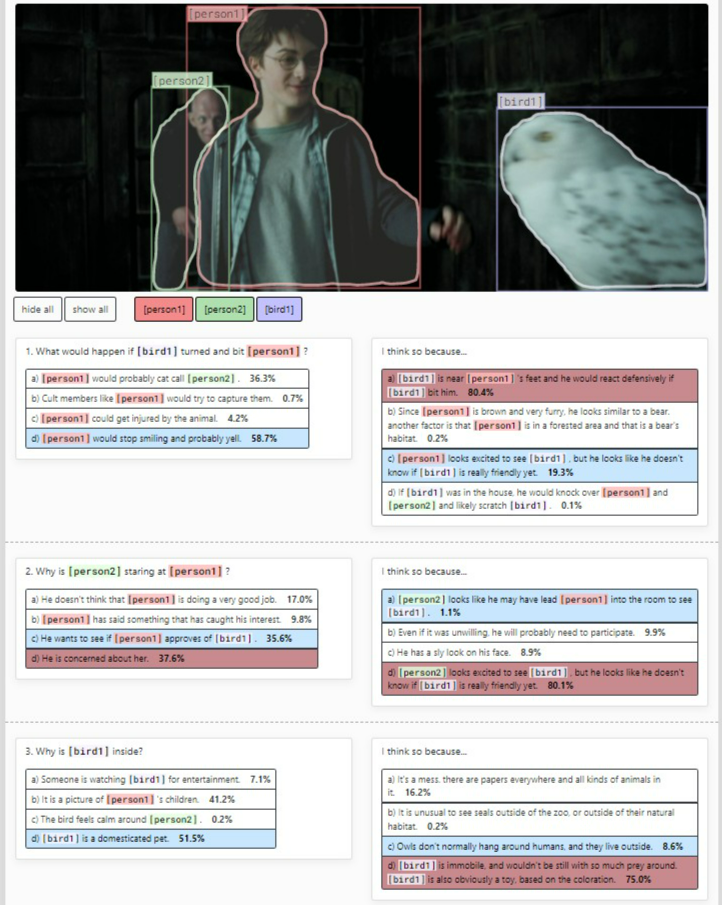 [person1]
[person2]
[bird1]
hide all
show all
[person1]
[person2]
[bird1]
1. What would happen if [bird1] turned and bit [person1] ?
a) [person1] would probably cat call [person2] . 36.3%
b) Cult members like [person1] would try to capture them. 0.7%
c) [person1] could get injured by the animal. 4.2%
d) [person1] would stop smiling and probably yell. 58.7%
I think so because...
a) [bird1] is near [person1] 's feet and he would react defensively if
[bird1] bit him. 80.4%
b) Since [person1] is brown and very furry, he looks similar to a bear.
another factor is that [person1] is in a forested area and that is a bear's
habitat. 0.2%
c) [person1] looks excited to see [bird1] , but he looks like he doesn't
know if [bird1] is really friendly yet. 19.3%
d) If [bird1] was in the house, he would knock over [person1] and
[person2] and likely scratch [bird1] . 0.1%
2. Why is [person2] staring at [person1] ?
a) He doesn't think that [person1] is doing a very good job. 17.0%
b) [person1] has said something that has caught his interest. 9.8%
c) He wants to see if [person1] approves of [bird1] . 35.6%
d) He is concerned about her. 37.6%
I think so because...
a) [person2] looks like he may have lead [person1] into the room to see
[bird1] . 1.1%
b) Even if it was unwilling, he will probably need to participate. 9.9%
c) He has a sly look on his face. 8.9%
d) [person2] looks excited to see [bird1] , but he looks like he doesn't
know if [bird1] is really friendly yet. 80.1%
3. Why is [bird1] inside?
a) Someone is watching [bird1] for entertainment. 7.1%
b) It is a picture of [person1] 's children. 41.2%
c) The bird feels calm around [person2] . 0.2%
d) [bird1] is a domesticated pet. 51.5%
I think so because...
a) It's a mess, there are papers everywhere and all kinds of animals in
it. 16.2%
b) It is unusual to see seals outside of the zoo, or outside of their natural
habitat. 0.2%
c) Owls don't normally hang around humans, and they live outside. 8.6%
d) [bird1] is immobile, and wouldn't be still with so much prey around.
[bird1] is also obviously a toy, based on the coloration. 75.0%